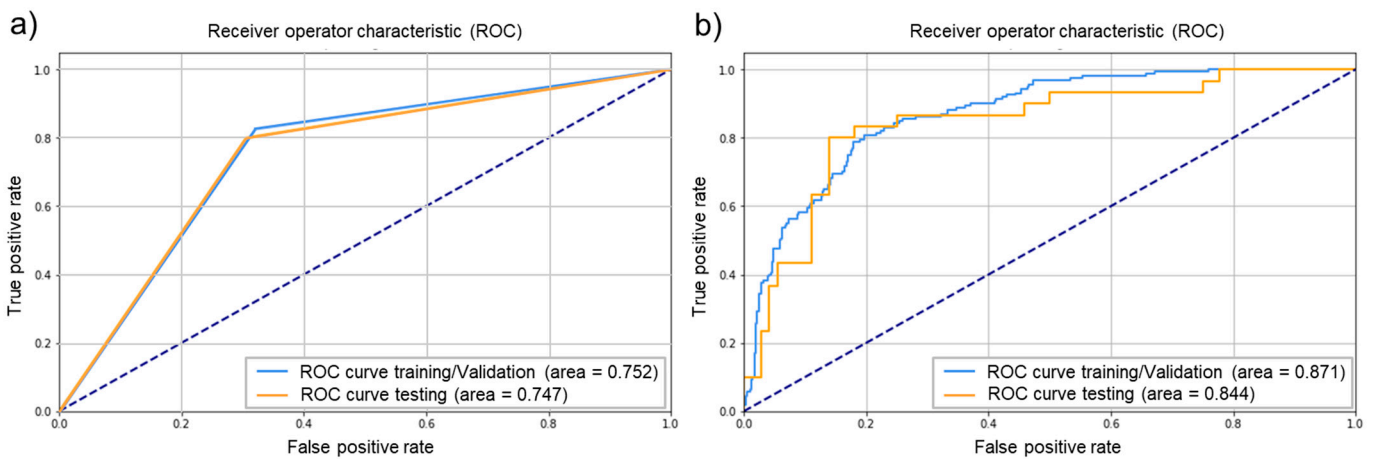 a)
Receiver operator characteristic (ROC)
1.0
0.8
0.6
0.4
0.2
0.0
True positive rate
0.0 0.2 0.4 0.6 0.8 1.0
False positive rate
ROC curve training/Validation (area = 0.752)
ROC curve testing (area = 0.747)
b)
Receiver operator characteristic (ROC)
1.0
0.8
0.6
0.4
0.2
0.0
True positive rate
0.0 0.2 0.4 0.6 0.8 1.0
False positive rate
ROC curve training/Validation (area = 0.871)
ROC curve testing (area = 0.844)